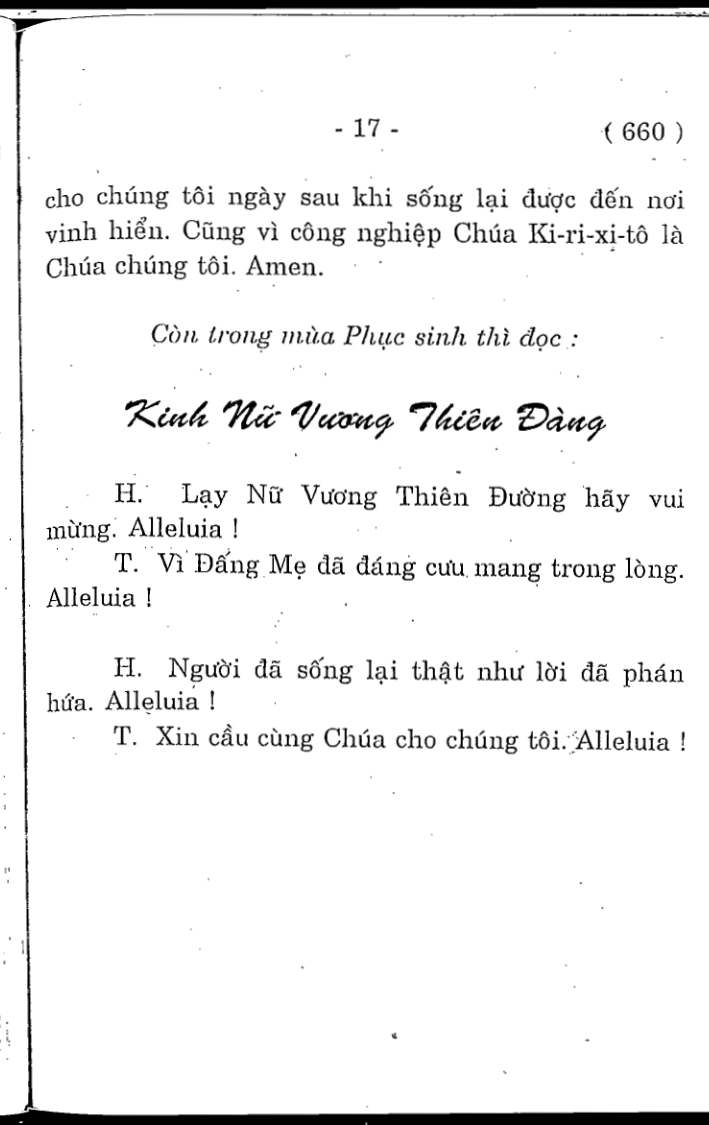 - 17 - ( 660 )
cho chúng tôi ngày sau khi sống lại được đến nơi
vinh hiển. Cũng vì công nghiệp Chúa Ki-ri-xi-tô là
Chúa chúng tôi. Amen.
Còn trong mùa Phục sinh thì đọc :
Kinh Nữ Vương Thiên Đàng
H. Lạy Nữ Vương Thiên Đường hãy vui
mừng. Alleluia !
T. Vì Đấng Mẹ đã đáng cưu mang trong lòng.
Alleluia !
H. Người đã sống lại thật như lời đã phán
hứa. Alleluia !
T. Xin cầu cùng Chúa cho chúng tôi. Alleluia !